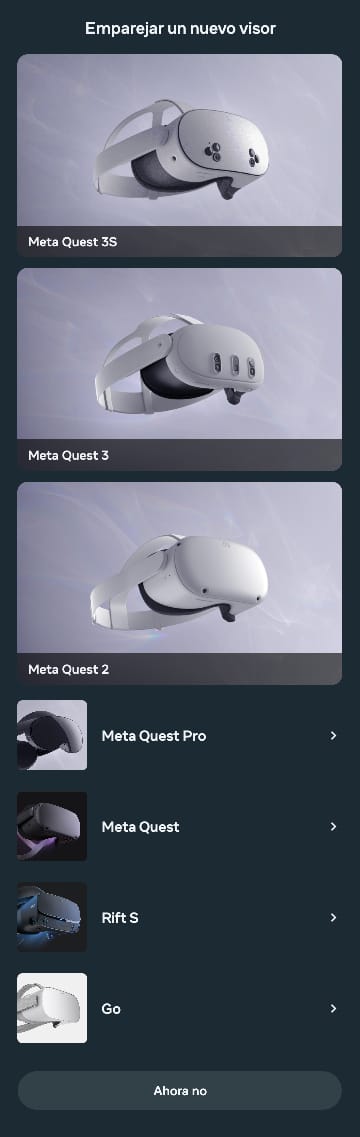 Emparejar un nuevo visor
Meta Quest 3S
Meta Quest 3
Meta Quest 2
Meta Quest Pro
Meta Quest
Rift S
Go
Ahora no